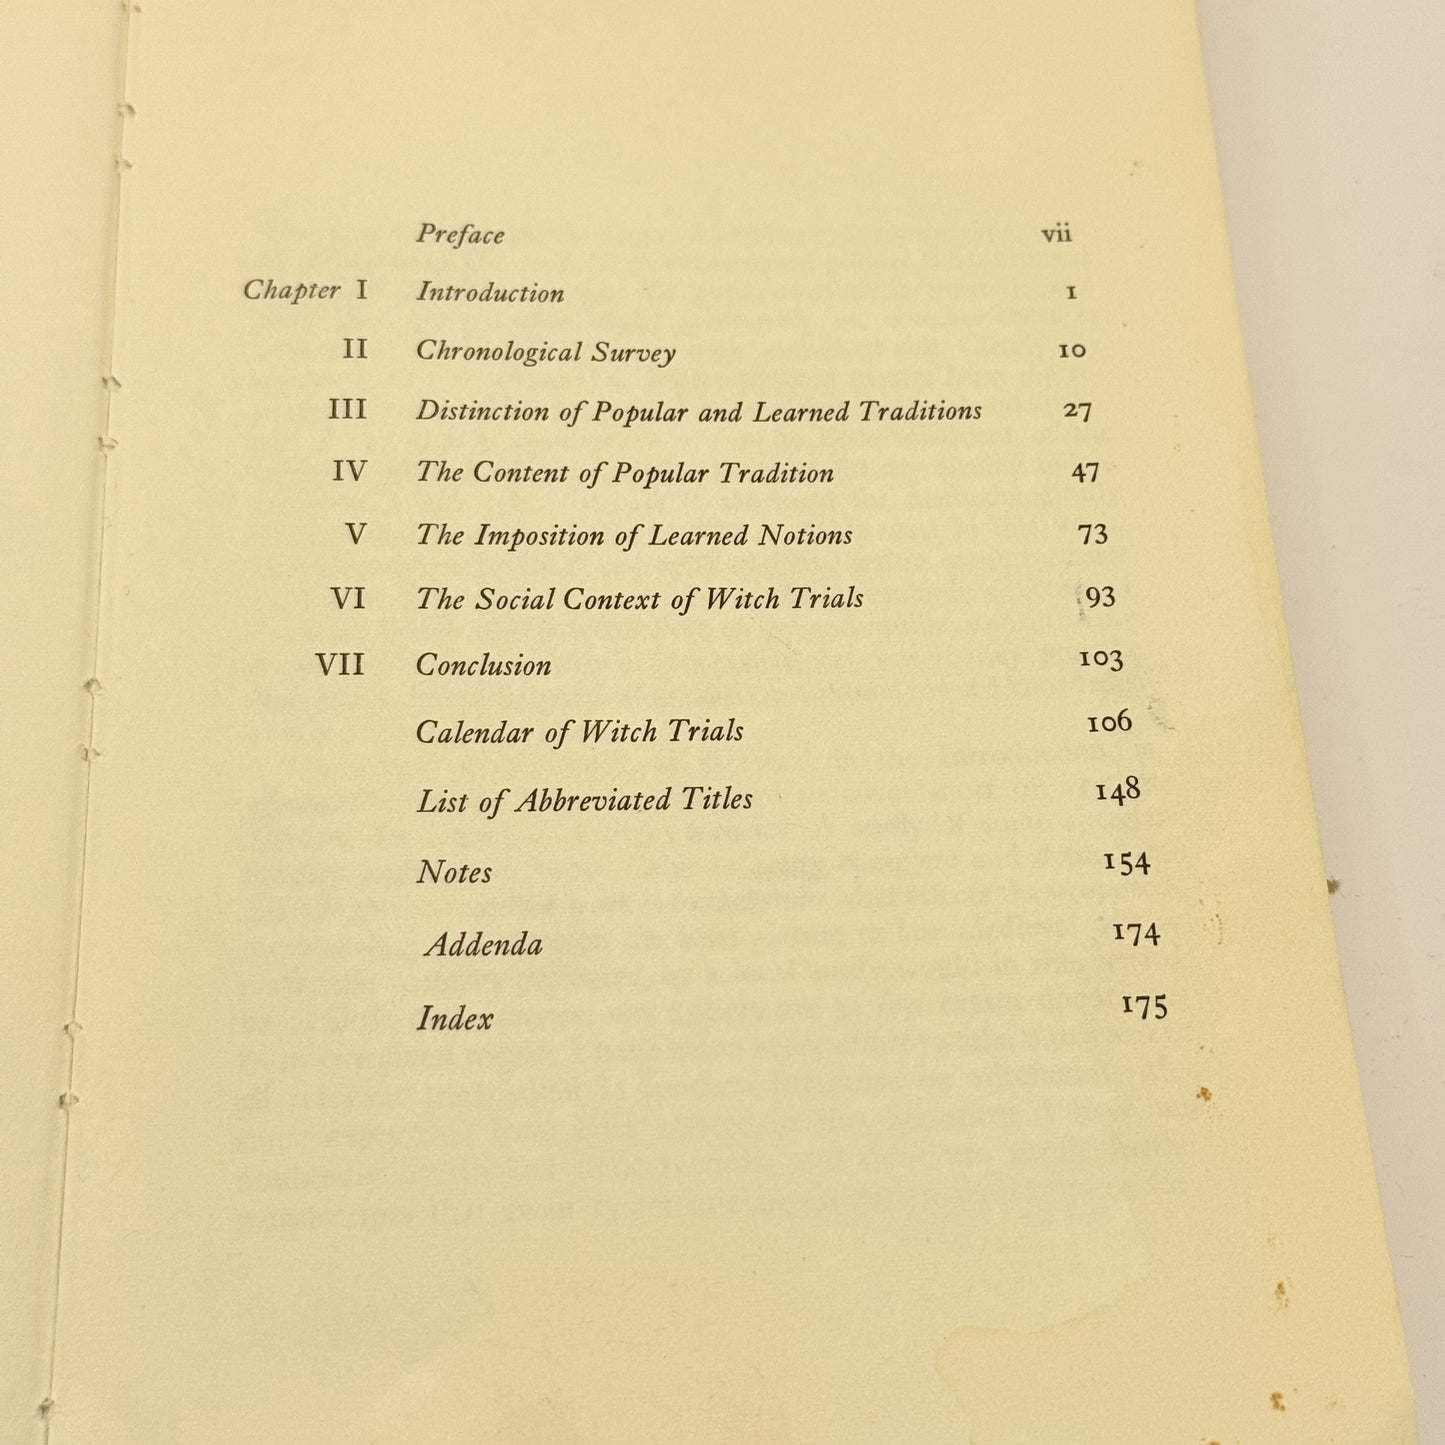 Preface vii
Chapter I Introduction 1
II Chronological Survey 10
III Distinction of Popular and Learned Traditions 27
IV The Content of Popular Tradition 47
V The Imposition of Learned Notions 73
VI The Social Context of Witch Trials 93
VII Conclusion 103
Calendar of Witch Trials 106
List of Abbreviated Titles 148
Notes 154
Addenda 174
Index 175